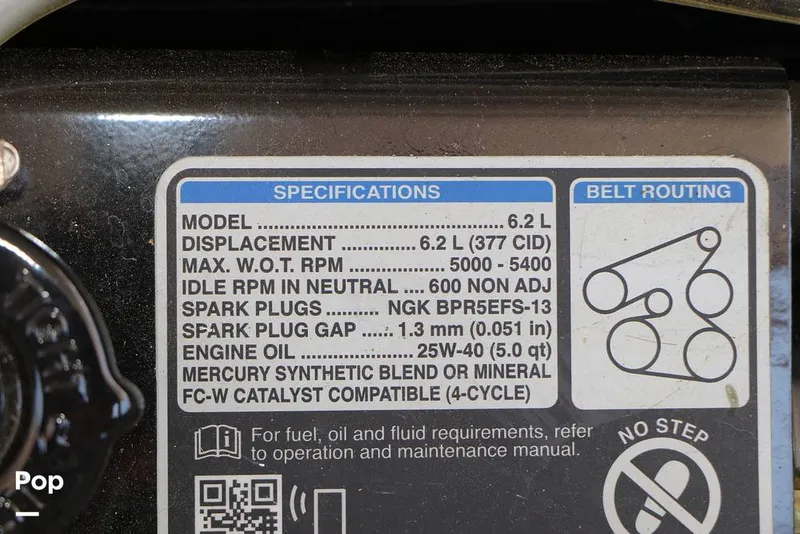 SPECIFICATIONS
MODEL ........................................ 6.2 L
DISPLACEMENT .............. 6.2 L (377 CID)
MAX. W.O.T. RPM .................. 5000 - 5400
IDLE RPM IN NEUTRAL .... 600 NON ADJ
SPARK PLUGS .......... NGK BPR5EFS-13
SPARK PLUG GAP ...... 1.3 mm (0.051 in)
ENGINE OIL ..................... 25W-40 (5.0 qt)
MERCURY SYNTHETIC BLEND OR MINERAL
FC-W CATALYST COMPATIBLE (4-CYCLE)
BELT ROUTING
For fuel, oil and fluid requirements, refer
to operation and maintenance manual.
NO STEP
Pop